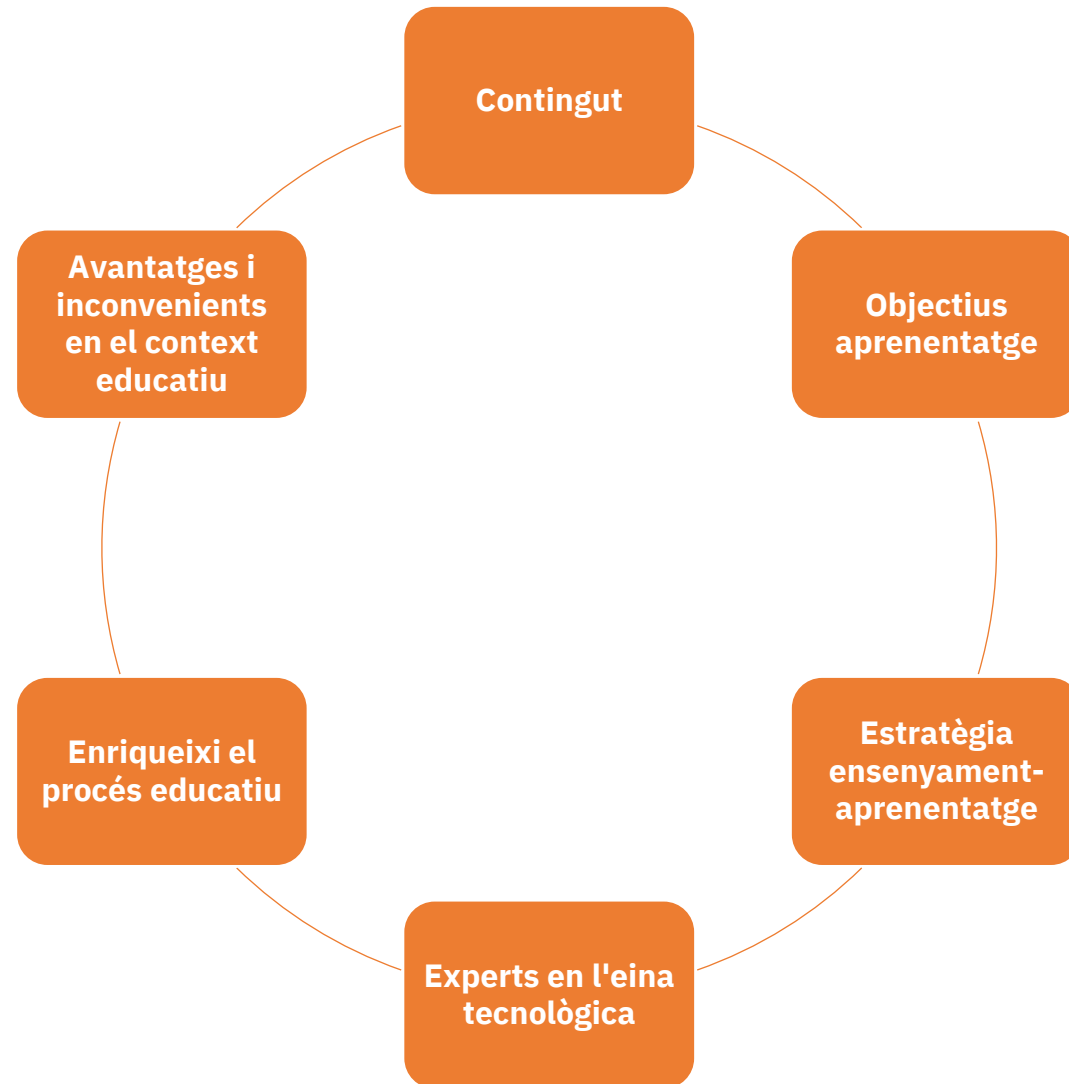 Contingut
Objectius
aprenentatge
Estratègia
ensenyament-
aprenentatge
Experts en l'eina
tecnològica
Enriqueixi el
procés educatiu
Avantatges i
inconvenients
en el context
educatiu